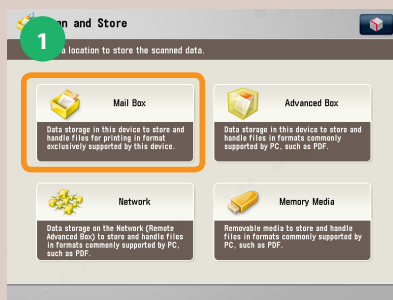 1
an and Store
location to store the scanned data.
Mail Box
Data storage in this device to store and
handle files for printing in format
exclusively supported by this device.
Advanced Box
Data storage in this device to store and
handle files in formats commonly
supported by PC, such as PDF.
Network
Data storage on the Network (Remote
Advanced Box) to store and handle files
in formats commonly supported by PC,
such as PDF.
Memory Media
Removable media to store and handle
files in formats commonly supported by
PC, such as PDF.